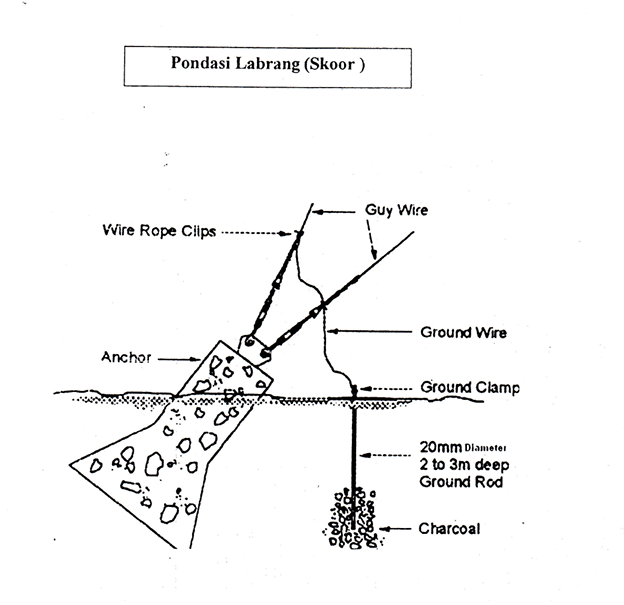 Pondasi Labrang (Skoor )
Guy Wire
Wire Rope Clips
Ground Wire
Anchor
Ground Clamp
20mm Diameter
2 to 3m deep
Ground Rod
Charcoal